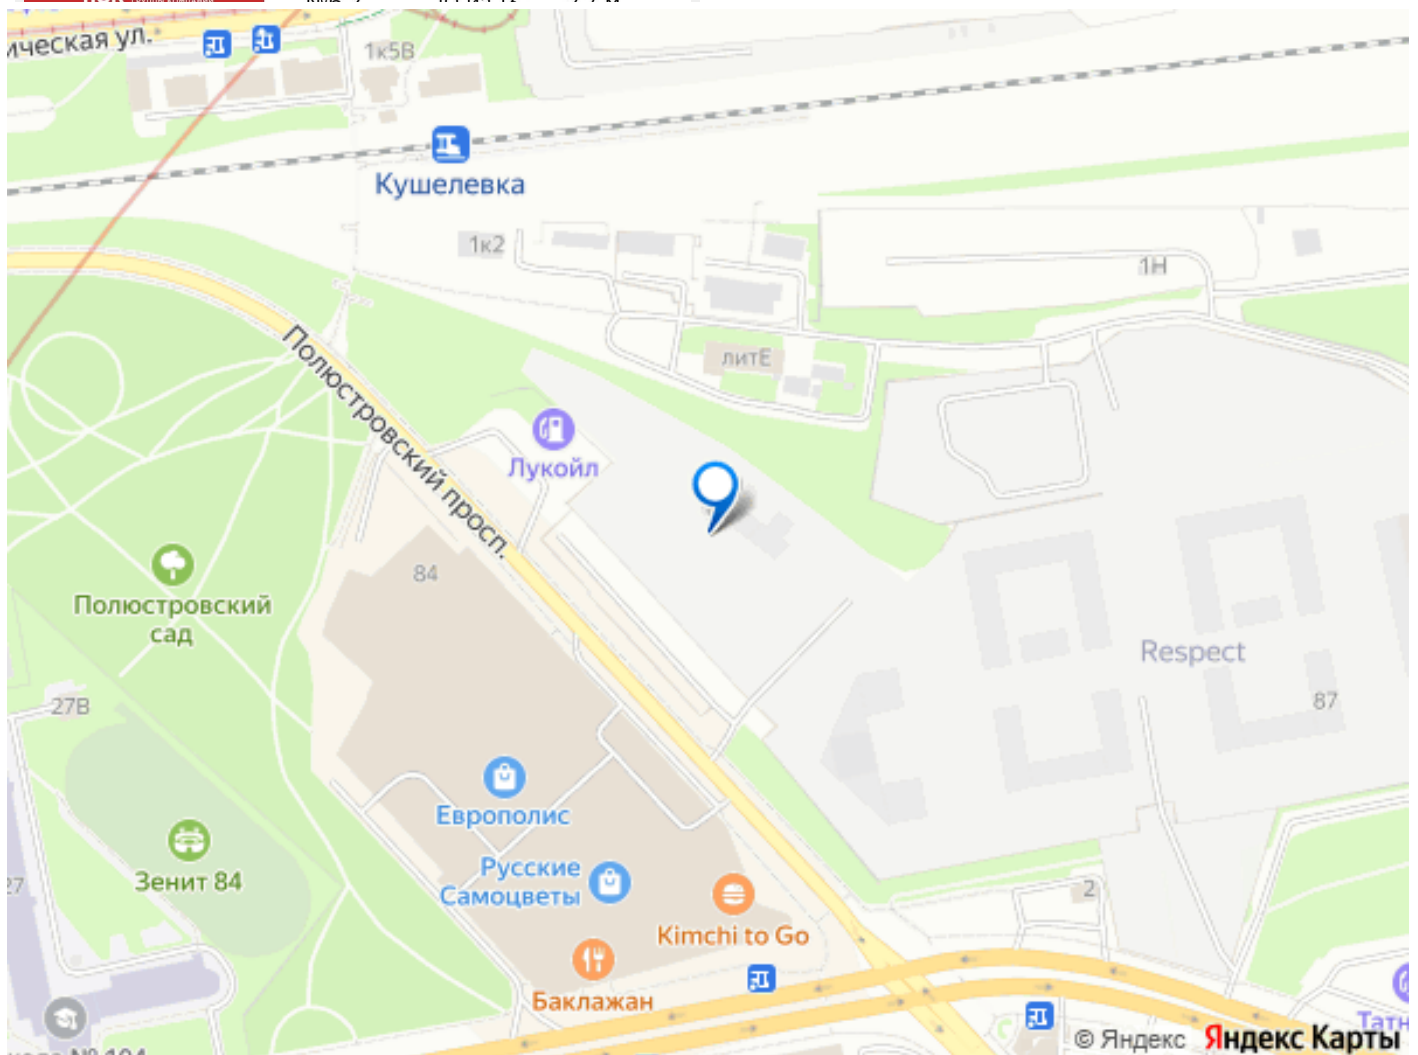 ическая ул.
1к5В
Кушелевка
1к2
1Н
литЕ
Полюстровский просп.
Лукойл
84
Полюстровский
сад
Respect
87
27В
Европолис
Русские
Самоцветы
Зенит 84
27
2
Kimchi to Go
Баклажан
Татн
© Яндекс Яндекс Карты